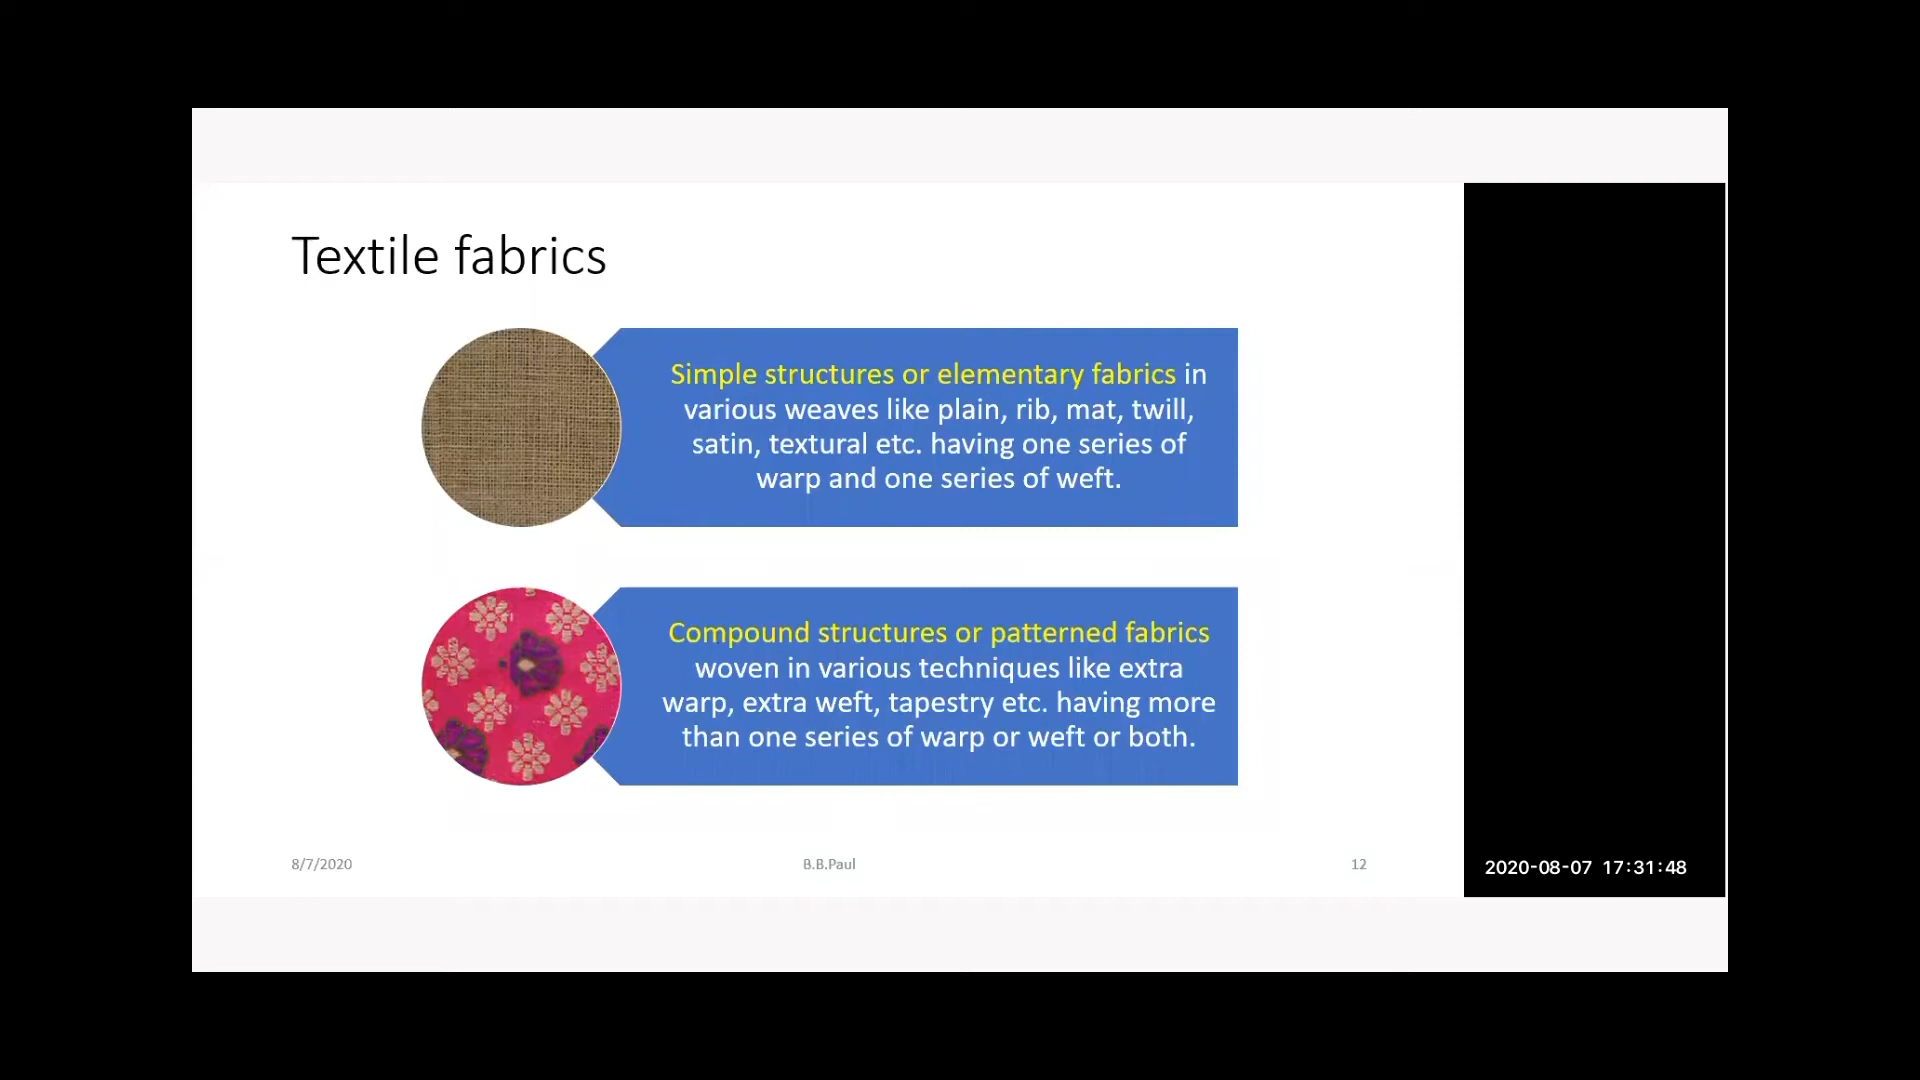 Textile fabrics
Simple structures or elementary fabrics in
various weaves like plain, rib, mat, twill,
satin, textural etc. having one series of
warp and one series of weft.
Compound structures or patterned fabrics
woven in various techniques like extra
warp, extra weft, tapestry etc. having more
than one series of warp or weft or both.
8/7/2020
B.B.Paul
12
2020-08-07 17:31:48